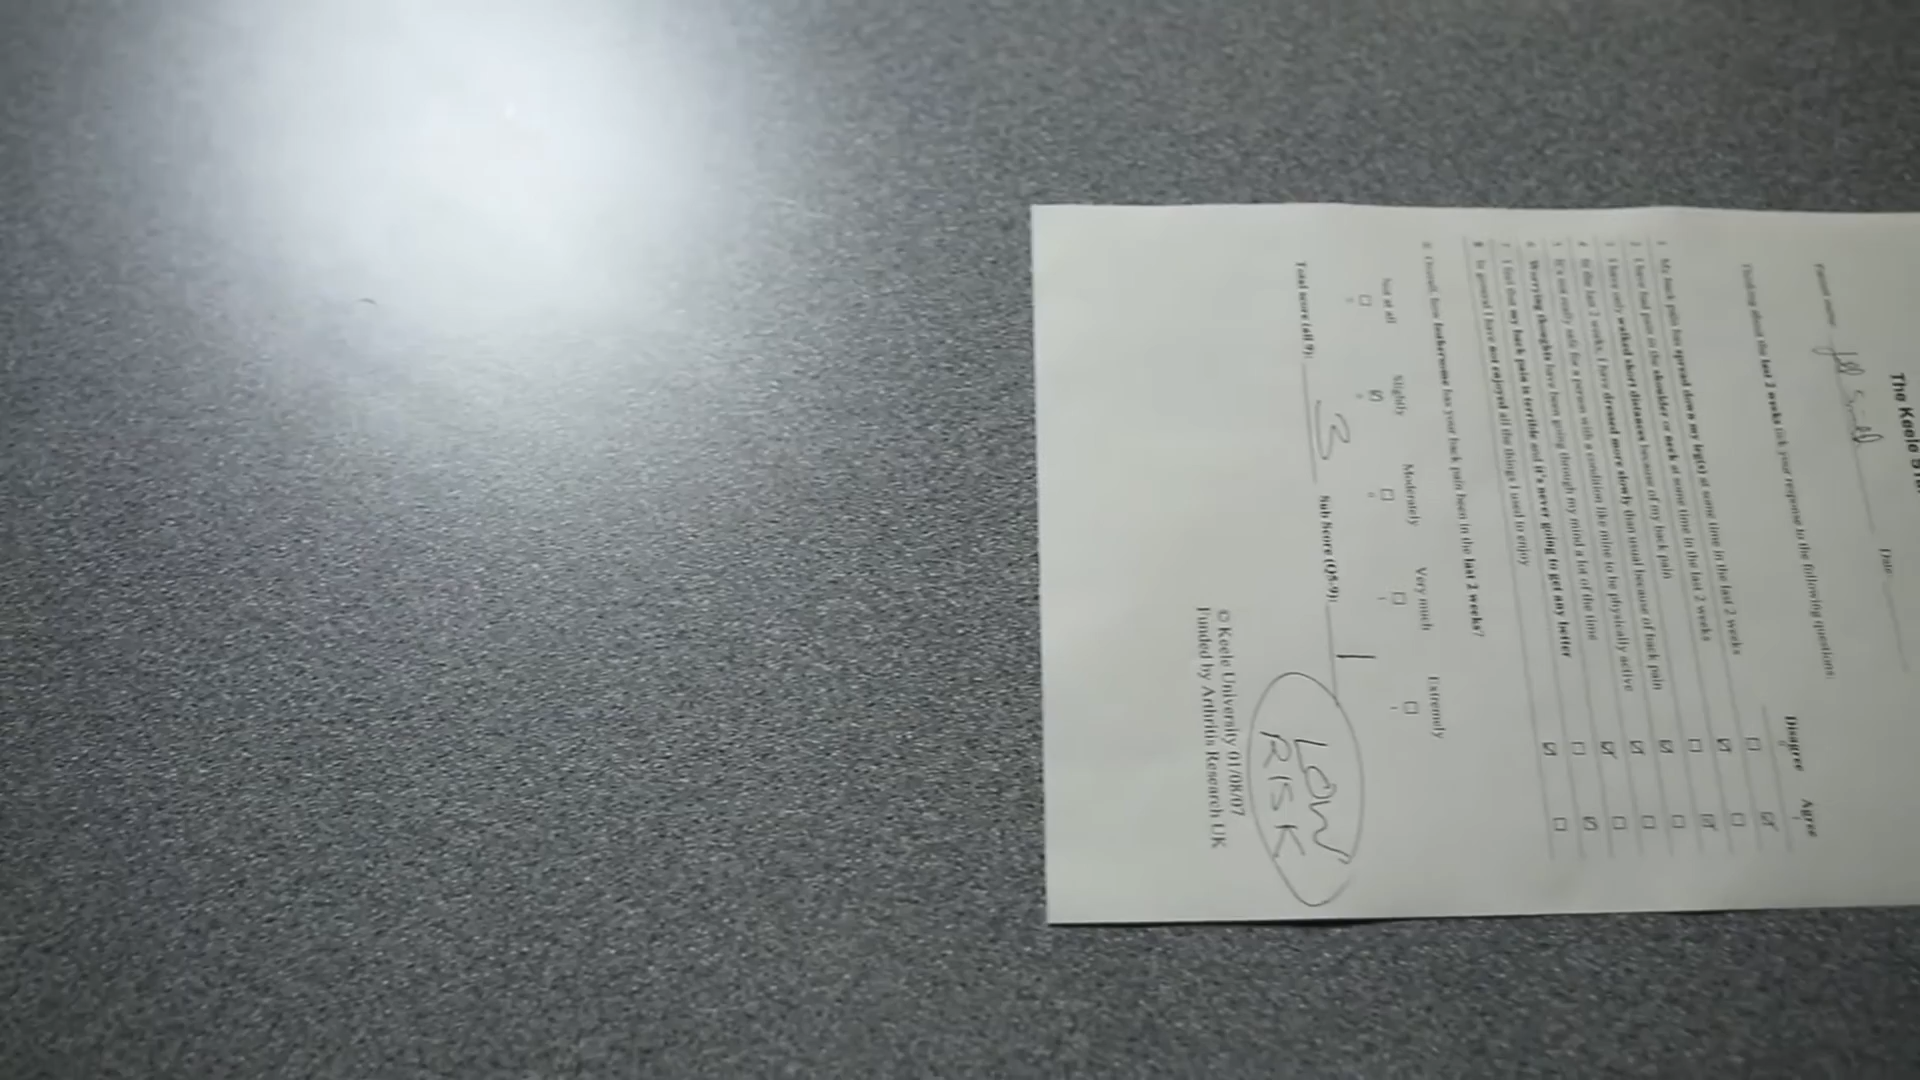 The Keele
Patient name: Date:
Thinking about the last 2 weeks tick your response to the following questions:
Disagree Agree
1 My back pain has spread down my leg(s) at some time in the last 2 weeks
2 I have had pain in the shoulder or neck at some time in the last 2 weeks
3 I have only walked short distances because of my back pain
4 In the last 2 weeks, I have dressed more slowly than usual because of back pain
5 It's not really safe for a person with a condition like mine to be physically active
6 Worrying thoughts have been going through my mind a lot of the time
7 I feel that my back pain is terrible and it's never going to get any better
8 In general I have not enjoyed all the things I used to enjoy
9. Overall, how bothersome has your back pain been in the last 2 weeks?
Not at all Slightly Moderately Very much Extremely
Total score (all 9): 3 Sub Score (Q5-9): 1
LOW
RISK
© Keele University 01/08/07
Funded by Arthritis Research UK